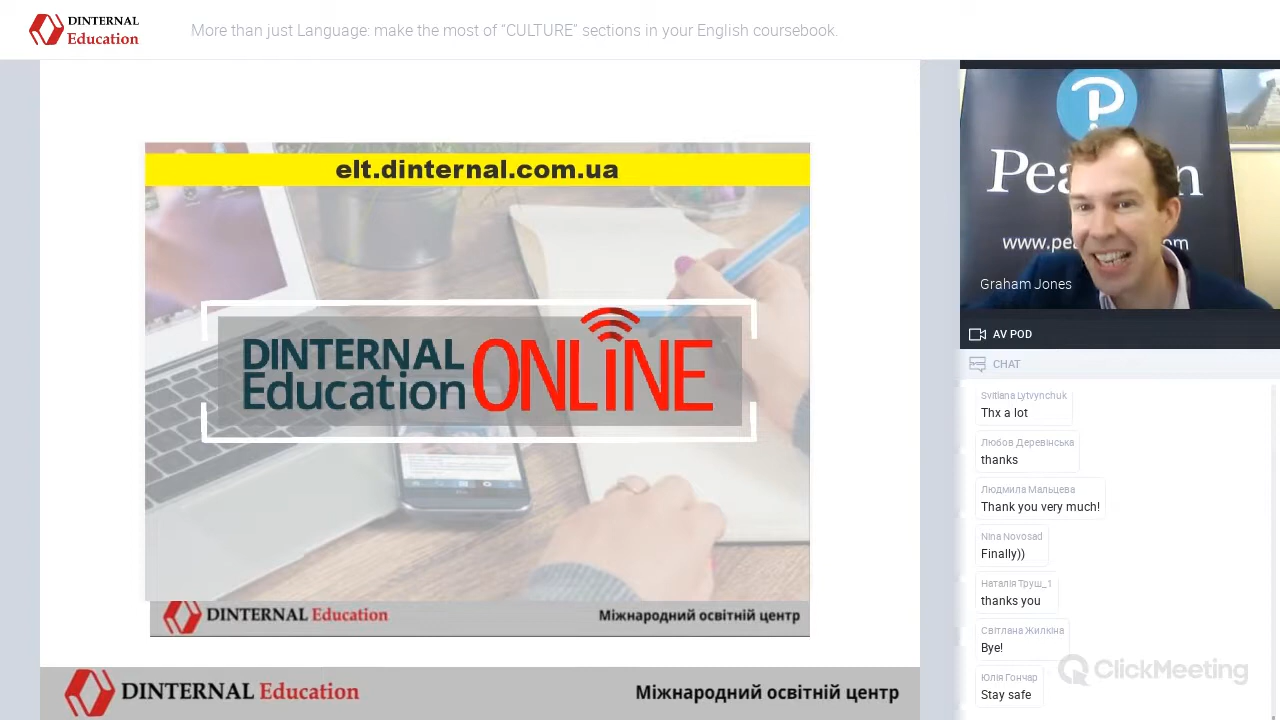 DINTERNAL
Education
More than just Language: make the most of “CULTURE” sections in your English coursebook.
elt.dinternal.com.ua
DINTERNAL
Education ONLINE
DINTERNAL Education
Міжнародний освітній центр
DINTERNAL Education
Міжнародний освітній центр
www.pe
om
Graham Jones
AV POD
CHAT
Svitlana Lytvynchuk
Thx a lot
Любов Деревінська
thanks
Людмила Мальцева
Thank you very much!
Nina Novosad
Finally))
Наталія Труш_1
thanks you
Світлана Жилкіна
Bye!
Юлія Гончар
Stay safe
ClickMeeting